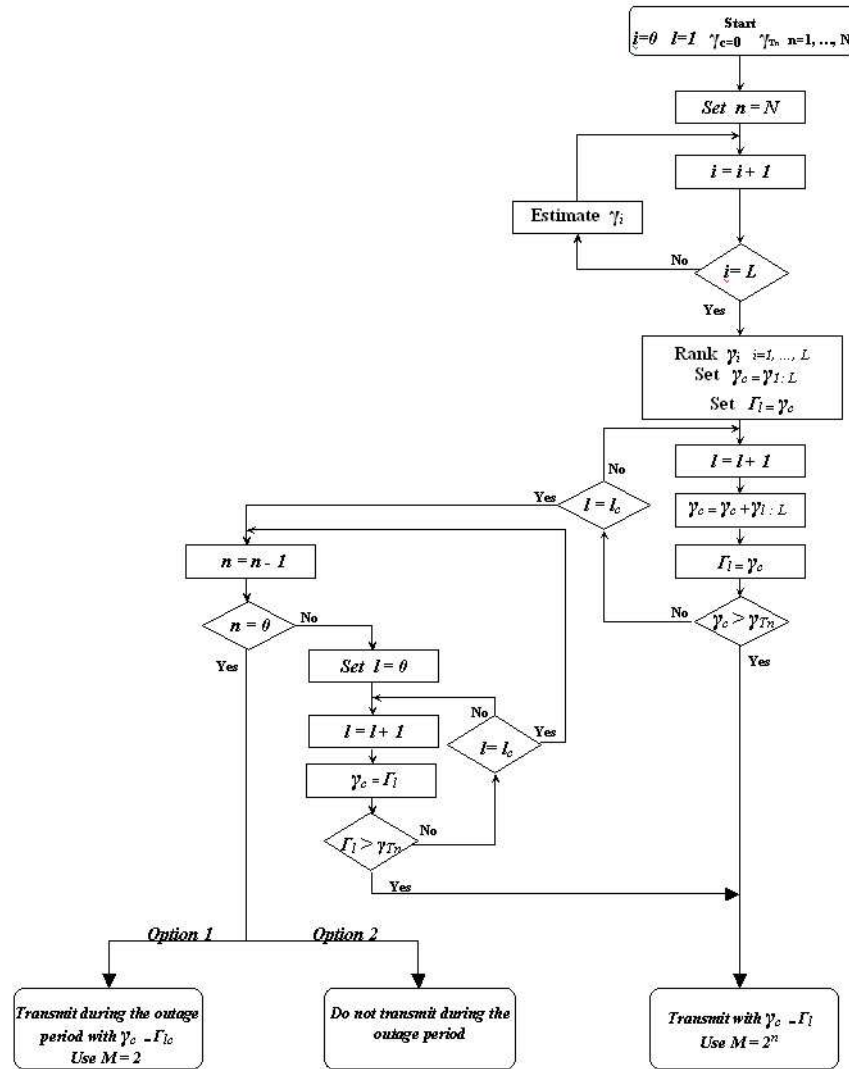 Start
i=0 l=1 γc=0 γTn n=1, ..., N
Set n = N
i = i + 1
Estimate γi
No
i= L
Yes
Rank γi i=1, ..., L
Set γc = γ1:L
Set Γl = γc
No
l = l + 1
Yes
l = lc
γc = γc + γl:L
n = n - 1
Γl = γc
n = 0
No
No
γc > γTn
Yes
Set l = 0
Yes
No
Yes
l = l + 1
l= lc
γc = Γl
No
Γl > γTn
Yes
Option 1
Option 2
Transmit during the outage
period with γc = Γlc
Use M = 2
Do not transmit during the
outage period
Transmit with γc = Γl
Use M = 2^n